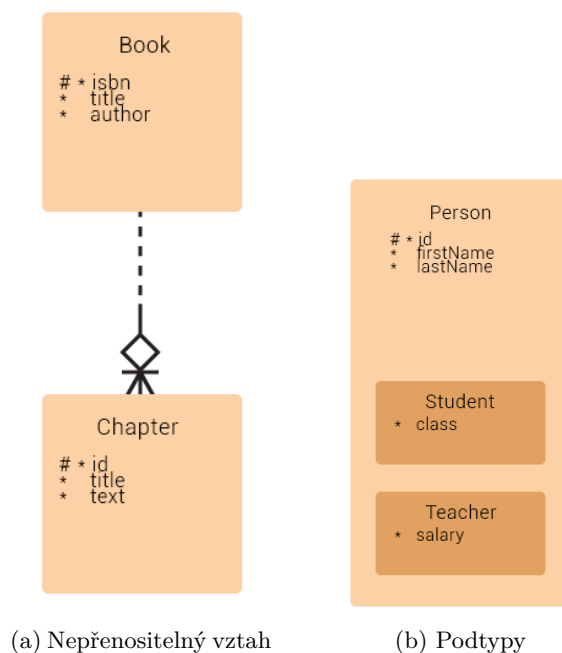 Book
# * isbn
* title
* author
Chapter
# * id
* title
* text
(a) Nepřenositelný vztah
Person
# * id
* firstName
* lastName
Student
* class
Teacher
* salary
(b) Podtypy